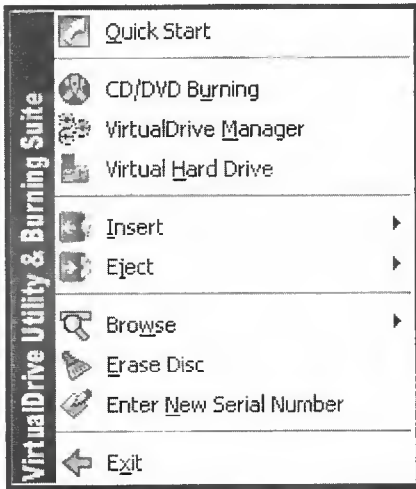 VirtualDrive Utility & Burning Suite
Quick Start
CD/DVD Burning
VirtualDrive Manager
Virtual Hard Drive
Insert
Eject
Browse
Erase Disc
Enter New Serial Number
Exit